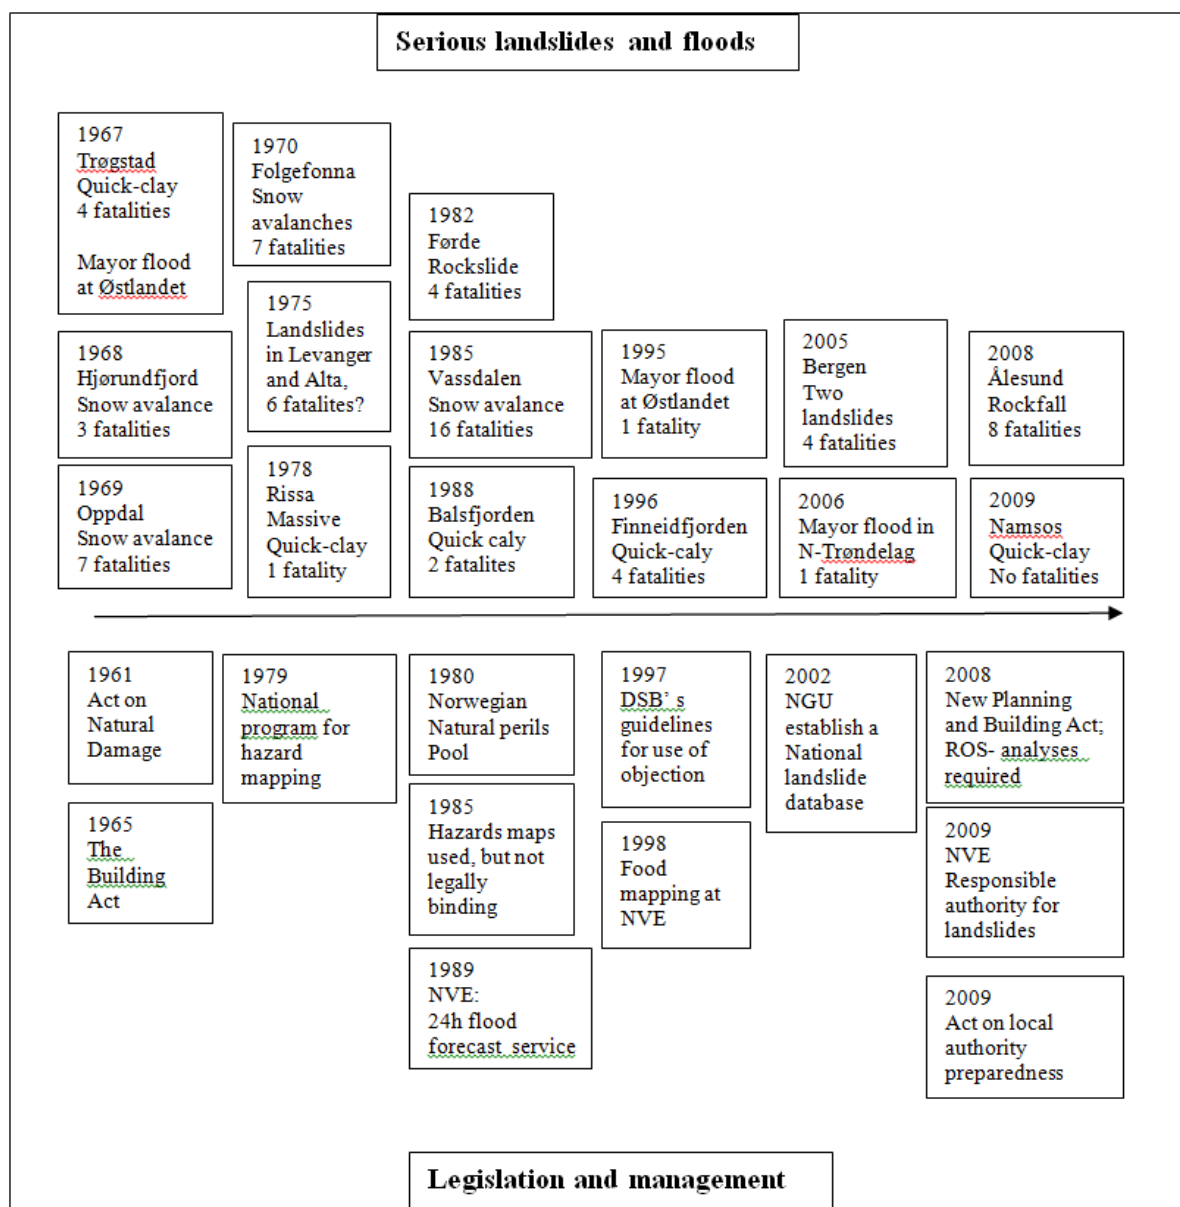 Serious landslides and floods
1967
Trøgstad
Quick-clay
4 fatalities
Mayor flood
at Østlandet
1968
Hjørundfjord
Snow avalance
3 fatalities
1969
Oppdal
Snow avalance
7 fatalities
1970
Folgefonna
Snow
avalanches
7 fatalities
1975
Landslides
in Levanger
and Alta,
6 fatalites?
1978
Rissa
Massive
Quick-clay
1 fatality
1982
Førde
Rockslide
4 fatalities
1985
Vassdalen
Snow avalance
16 fatalities
1988
Balsfjorden
Quick caly
2 fatalites
1995
Mayor flood
at Østlandet
1 fatality
1996
Finneidfjorden
Quick-caly
4 fatalities
2005
Bergen
Two
landslides
4 fatalities
2006
Mayor flood in
N-Trøndelag
1 fatality
2008
Ålesund
Rockfall
8 fatalities
2009
Namsos
Quick-clay
No fatalities
1961
Act on
Natural
Damage
1965
The
Building
Act
1979
National
program for
hazard
mapping
1980
Norwegian
Natural perils
Pool
1985
Hazards maps
used, but not
legally
binding
1989
NVE:
24h flood
forecast service
1997
DSB’ s
guidelines
for use of
objection
1998
Food
mapping at
NVE
2002
NGU
establish a
National
landslide
database
2008
New Planning
and Building Act;
ROS- analyses
required
2009
NVE
Responsible
authority for
landslides
2009
Act on local
authority
preparedness
Legislation and management